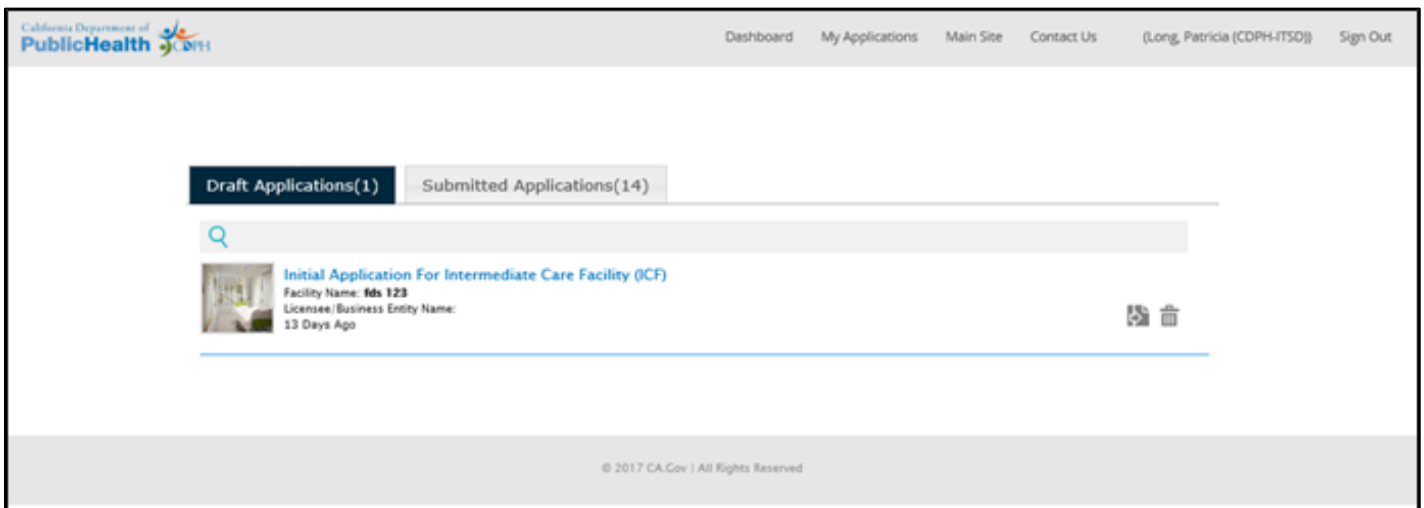 California Department of
PublicHealth CDPH
Dashboard My Applications Main Site Contact Us (Long, Patricia (CDPH-ITSD)) Sign Out
Draft Applications(1) Submitted Applications(14)
Initial Application For Intermediate Care Facility (ICF)
Facility Name: fds 123
Licensee/Business Entity Name:
13 Days Ago
© 2017 CA.Gov | All Rights Reserved